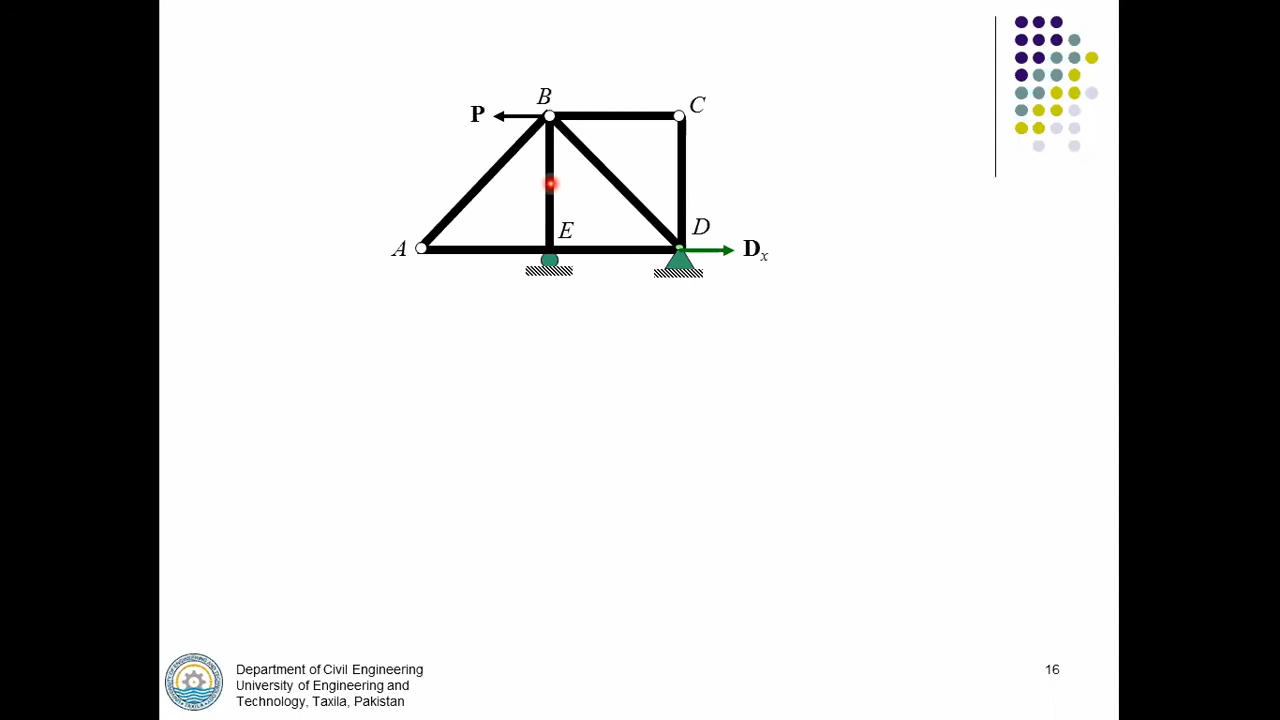 B
C
P
E
D
A
Dx
Department of Civil Engineering
University of Engineering and
Technology, Taxila, Pakistan
16